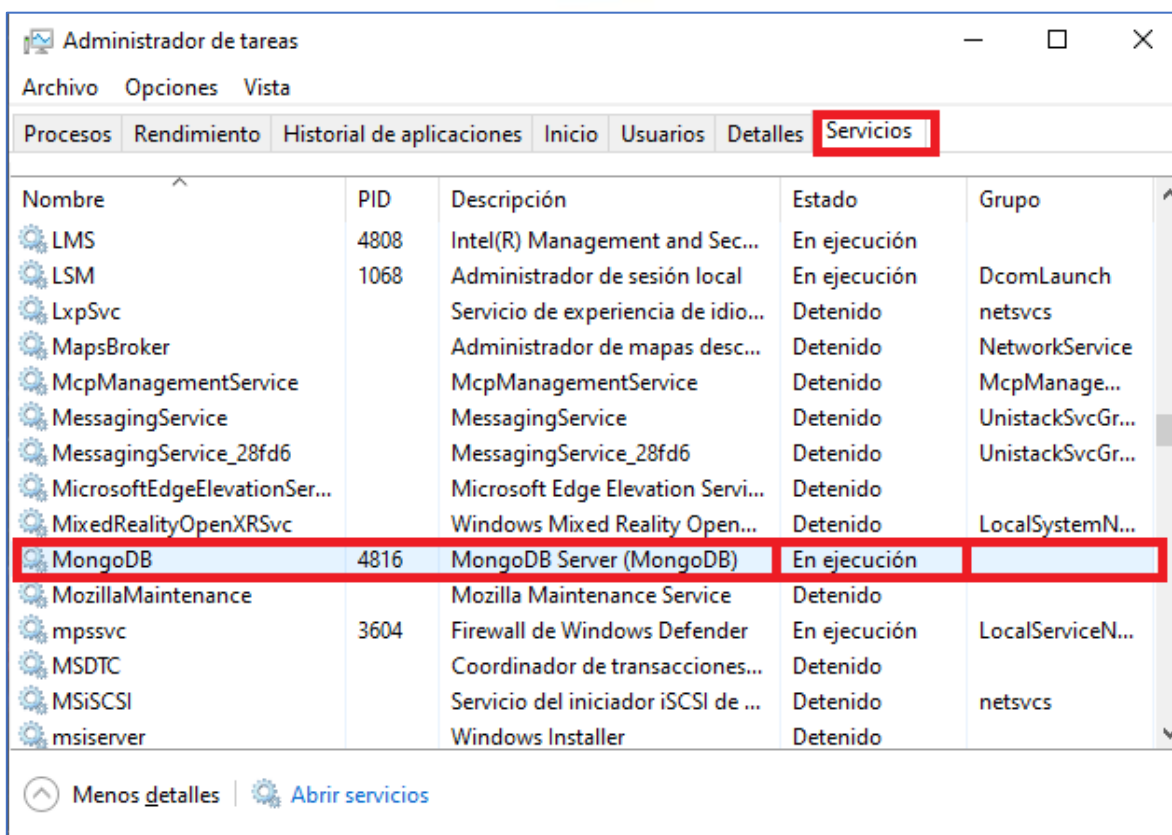 Administrador de tareas
Archivo Opciones Vista
Procesos Rendimiento Historial de aplicaciones Inicio Usuarios Detalles Servicios
Nombre PID Descripción Estado Grupo
LMS 4808 Intel(R) Management and Sec... En ejecución
LSM 1068 Administrador de sesión local En ejecución DcomLaunch
LxpSvc Servicio de experiencia de idio... Detenido netsvcs
MapsBroker Administrador de mapas desc... Detenido NetworkService
McpManagementService McpManagementService Detenido McpManage...
MessagingService MessagingService Detenido UnistackSvcGr...
MessagingService_28fd6 MessagingService_28fd6 Detenido UnistackSvcGr...
MicrosoftEdgeElevationSer... Microsoft Edge Elevation Servi... Detenido
MixedRealityOpenXRSvc Windows Mixed Reality Open... Detenido LocalSystemN...
MongoDB 4816 MongoDB Server (MongoDB) En ejecución
MozillaMaintenance Mozilla Maintenance Service Detenido
mpssvc 3604 Firewall de Windows Defender En ejecución LocalServiceN...
MSDTC Coordinador de transacciones... Detenido
MSiSCSI Servicio del iniciador iSCSI de ... Detenido netsvcs
msiserver Windows Installer Detenido
Menos detalles Abrir servicios